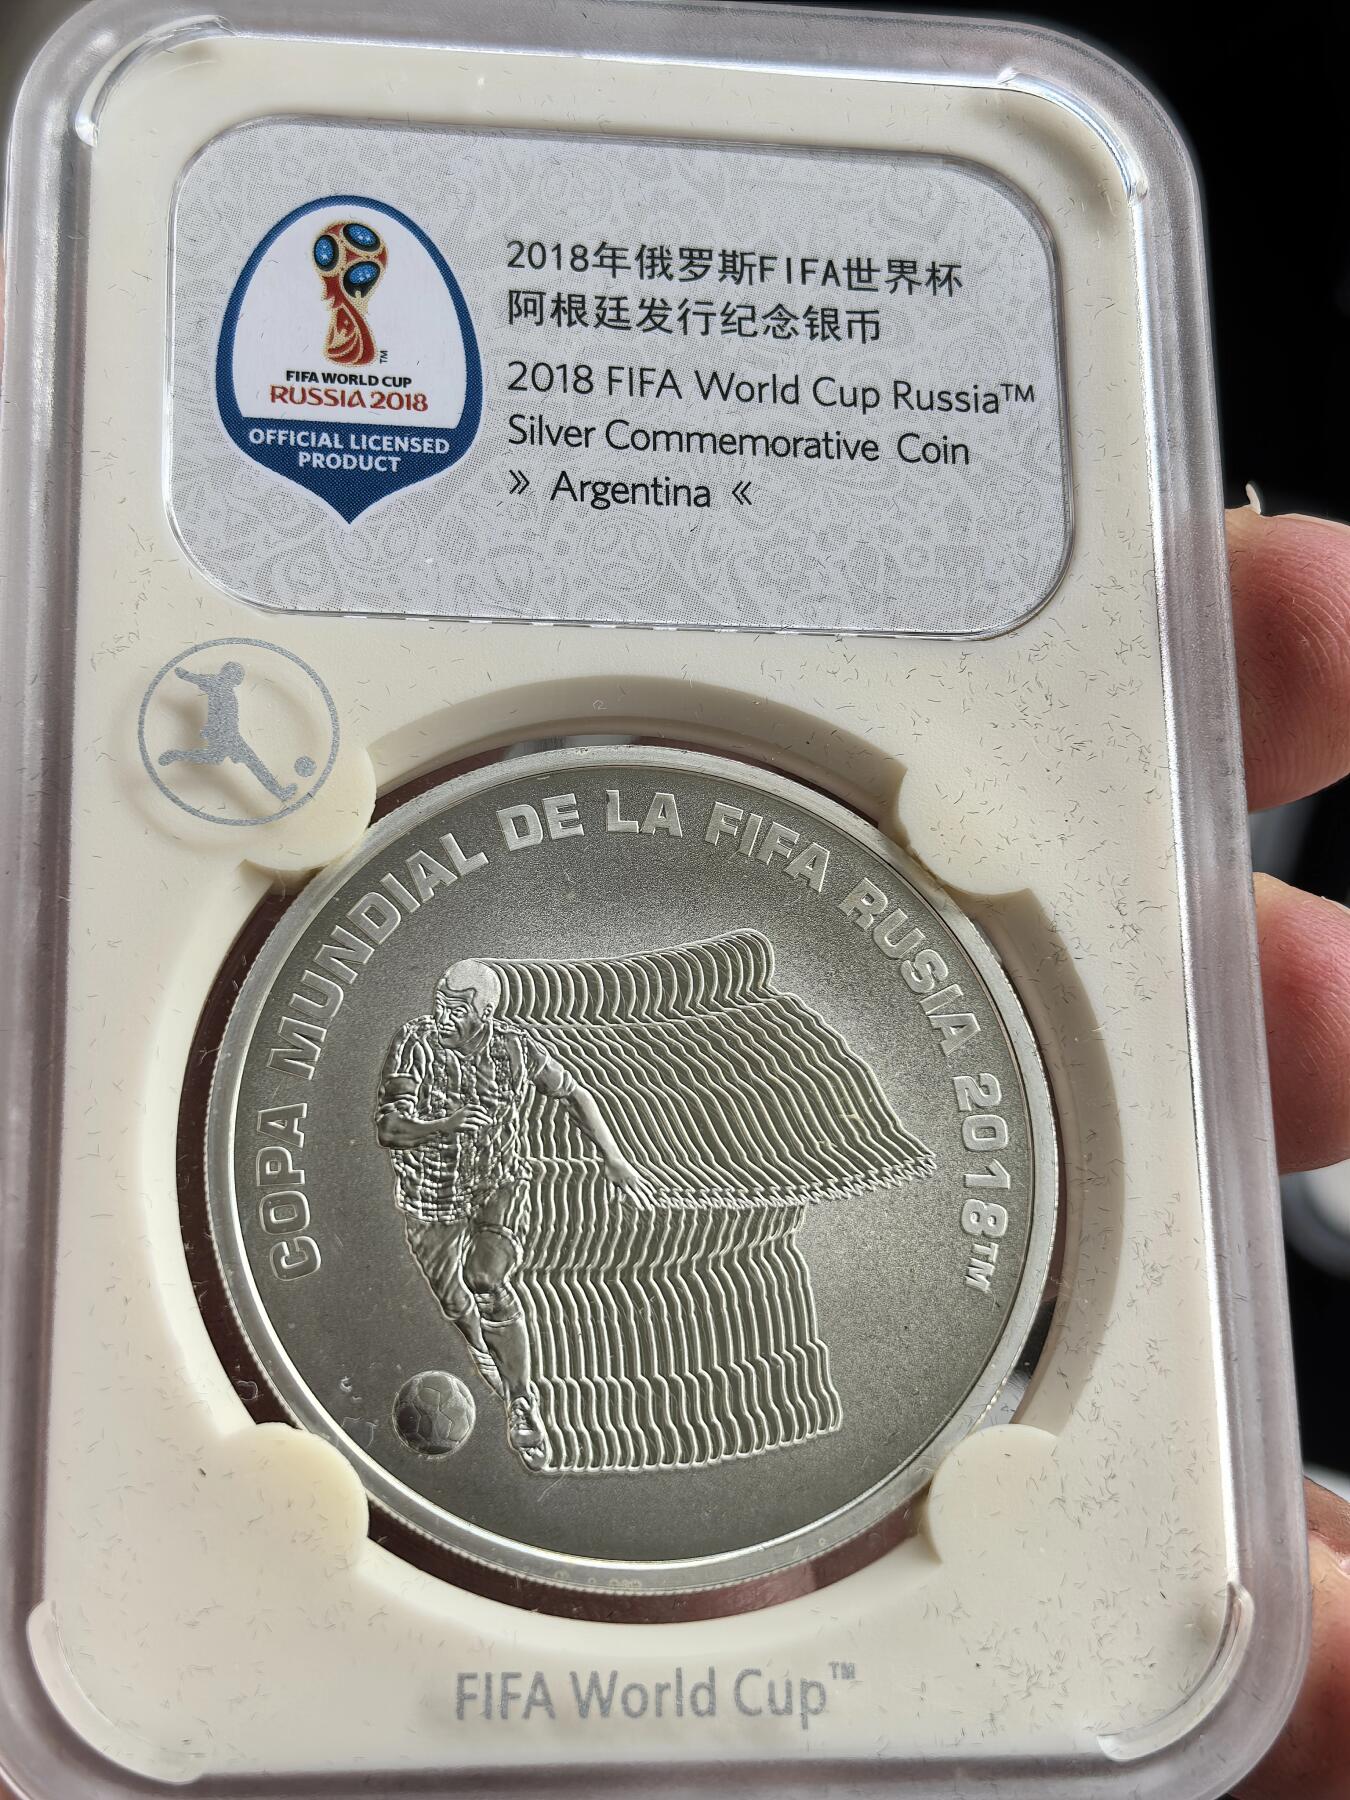 2018年俄罗斯FIFA世界杯
阿根廷发行纪念银币
2018 FIFA World Cup Russia™
Silver Commemorative Coin
» Argentina «
TM
FIFA WORLD CUP
RUSSIA 2018
OFFICIAL LICENSED
PRODUCT
COPA MUNDIAL DE LA FIFA RUSIA 2018™
FIFA World Cup™